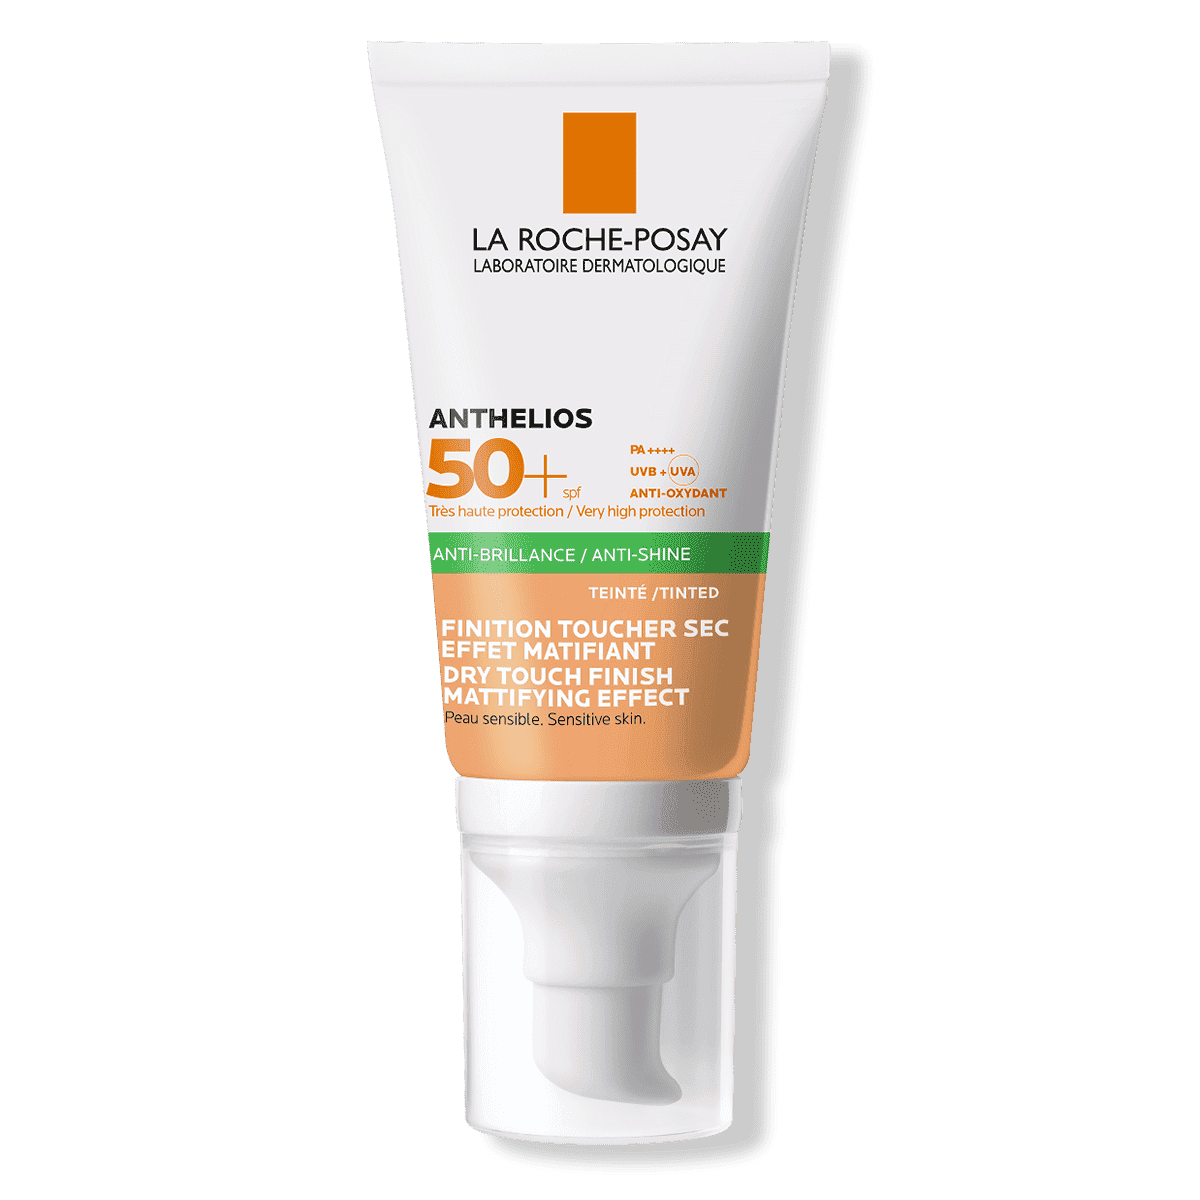 LA ROCHE-POSAY
LABORATOIRE DERMATOLOGIQUE
ANTHELIOS
50+ spf
PA ++++
UVB + UVA
ANTI-OXYDANT
Très haute protection / Very high protection
ANTI-BRILLANCE / ANTI-SHINE
TEINTÉ /TINTED
FINITION TOUCHER SEC
EFFET MATIFIANT
DRY TOUCH FINISH
MATTIFYING EFFECT
Peau sensible. Sensitive skin.